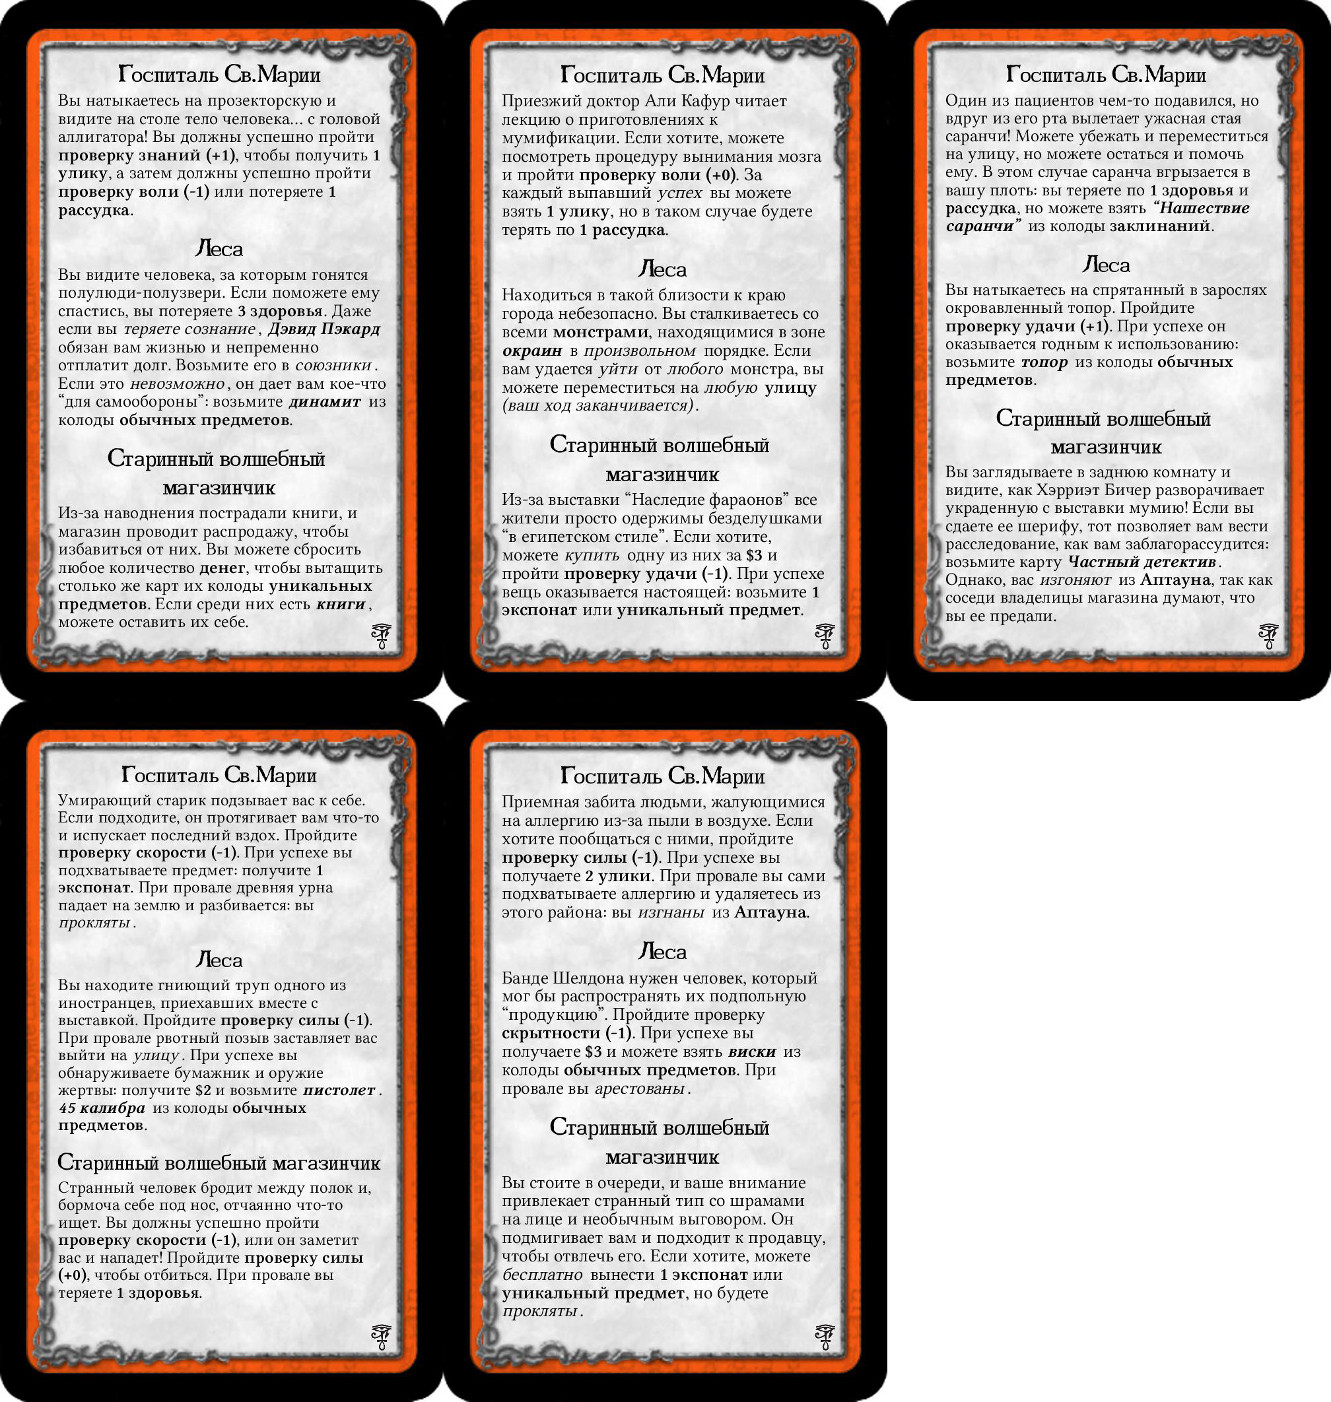 Госпиталь Св.Марии
Вы натыкаетесь на прозекторскую и
видите на столе тело человека... с головой
аллигатора! Вы должны успешно пройти
проверку знаний (+1), чтобы получить 1
улику, а затем должны успешно пройти
проверку воли (-1) или потеряете 1
рассудка.
Леса
Вы видите человека, за которым гонятся
полулюди-полузвери. Если поможете ему
спастись, вы потеряете 3 здоровья. Даже
если вы теряете сознание, Дэвид Пэкард
обязан вам жизнью и непременно
отплатит долг. Возьмите его в союзники.
Если это невозможно, он дает вам кое-что
“для самообороны”: возьмите динамит из
колоды обычных предметов.
Старинный волшебный
магазинчик
Из-за наводнения пострадали книги, и
магазин проводит распродажу, чтобы
избавиться от них. Вы можете сбросить
любое количество денег, чтобы вытащить
столько же карт их колоды уникальных
предметов. Если среди них есть книги,
можете оставить их себе.
Госпиталь Св.Марии
Приезжий доктор Али Кафур читает
лекцию о приготовлениях к
мумификации. Если хотите, можете
посмотреть процедуру вынимания мозга
и пройти проверку воли (+0). За
каждый выпавший успех вы можете
взять 1 улику, но в таком случае будете
терять по 1 рассудка.
Леса
Находиться в такой близости к краю
города небезопасно. Вы сталкиваетесь со
всеми монстрами, находящимися в зоне
окраин в произвольном порядке. Если
вам удается уйти от любого монстра, вы
можете переместиться на любую улицу
(ваш ход заканчивается).
Старинный волшебный
магазинчик
Из-за выставки “Наследие фараонов” все
жители просто одержимы безделушками
“в египетском стиле”. Если хотите,
можете купить одну из них за $3 и
пройти проверку удачи (-1). При успехе
вещь оказывается настоящей: возьмите 1
экспонат или уникальный предмет.
Госпиталь Св.Марии
Один из пациентов чем-то подавился, но
вдруг из его рта вылетает ужасная стая
саранчи! Можете убежать и переместиться
на улицу, но можете остаться и помочь
ему. В этом случае саранча вгрызается в
вашу плоть: вы теряете по 1 здоровья и
рассудка, но можете взять “Нашествие
саранчи” из колоды заклинаний.
Леса
Вы натыкаетесь на спрятанный в зарослях
окровавленный топор. Пройдите
проверку удачи (+1). При успехе он
оказывается годным к использованию:
возьмите топор из колоды обычных
предметов.
Старинный волшебный
магазинчик
Вы заглядываете в заднюю комнату и
видите, как Хэрриэт Бичер разворачивает
украденную с выставки мумию! Если вы
сдаете ее шерифу, тот позволяет вам вести
расследование, как вам заблагорассудится:
возьмите карту Частный детектив.
Однако, вас изгоняют из Аптауна, так как
соседи владелицы магазина думают, что
вы ее предали.
Госпиталь Св.Марии
Умирающий старик подзывает вас к себе.
Если подходите, он протягивает вам что-то
и испускает последний вздох. Пройдите
проверку скорости (-1). При успехе вы
подхватываете предмет: получите 1
экспонат. При провале древняя урна
падает на землю и разбивается: вы
прокляты.
Леса
Вы находите гниющий труп одного из
иностранцев, приехавших вместе с
выставкой. Пройдите проверку силы (-1).
При провале рвотный позыв заставляет вас
выйти на улицу. При успехе вы
обнаруживаете бумажник и оружие
жертвы: получите $2 и возьмите пистолет .
45 калибра из колоды обычных
предметов.
Старинный волшебный магазинчик
Странный человек бродит между полок и,
бормоча себе под нос, отчаянно что-то
ищет. Вы должны успешно пройти
проверку скорости (-1), или он заметит
вас и нападет! Пройдите проверку силы
(+0), чтобы отбиться. При провале вы
теряете 1 здоровья.
Госпиталь Св.Марии
Приемная забита людьми, жалующимися
на аллергию из-за пыли в воздухе. Если
хотите пообщаться с ними, пройдите
проверку силы (-1). При успехе вы
получаете 2 улики. При провале вы сами
подхватываете аллергию и удаляетесь из
этого района: вы изгнаны из Аптауна.
Леса
Банде Шелдона нужен человек, который
мог бы распространять их подпольную
“продукцию”. Пройдите проверку
скрытности (-1). При успехе вы
получаете $3 и можете взять виски из
колоды обычных предметов. При
провале вы арестованы.
Старинный волшебный
магазинчик
Вы стоите в очереди, и ваше внимание
привлекает странный тип со шрамами
на лице и необычным выговором. Он
подмигивает вам и подходит к продавцу,
чтобы отвлечь его. Если хотите, можете
бесплатно вынести 1 экспонат или
уникальный предмет, но будете
прокляты.